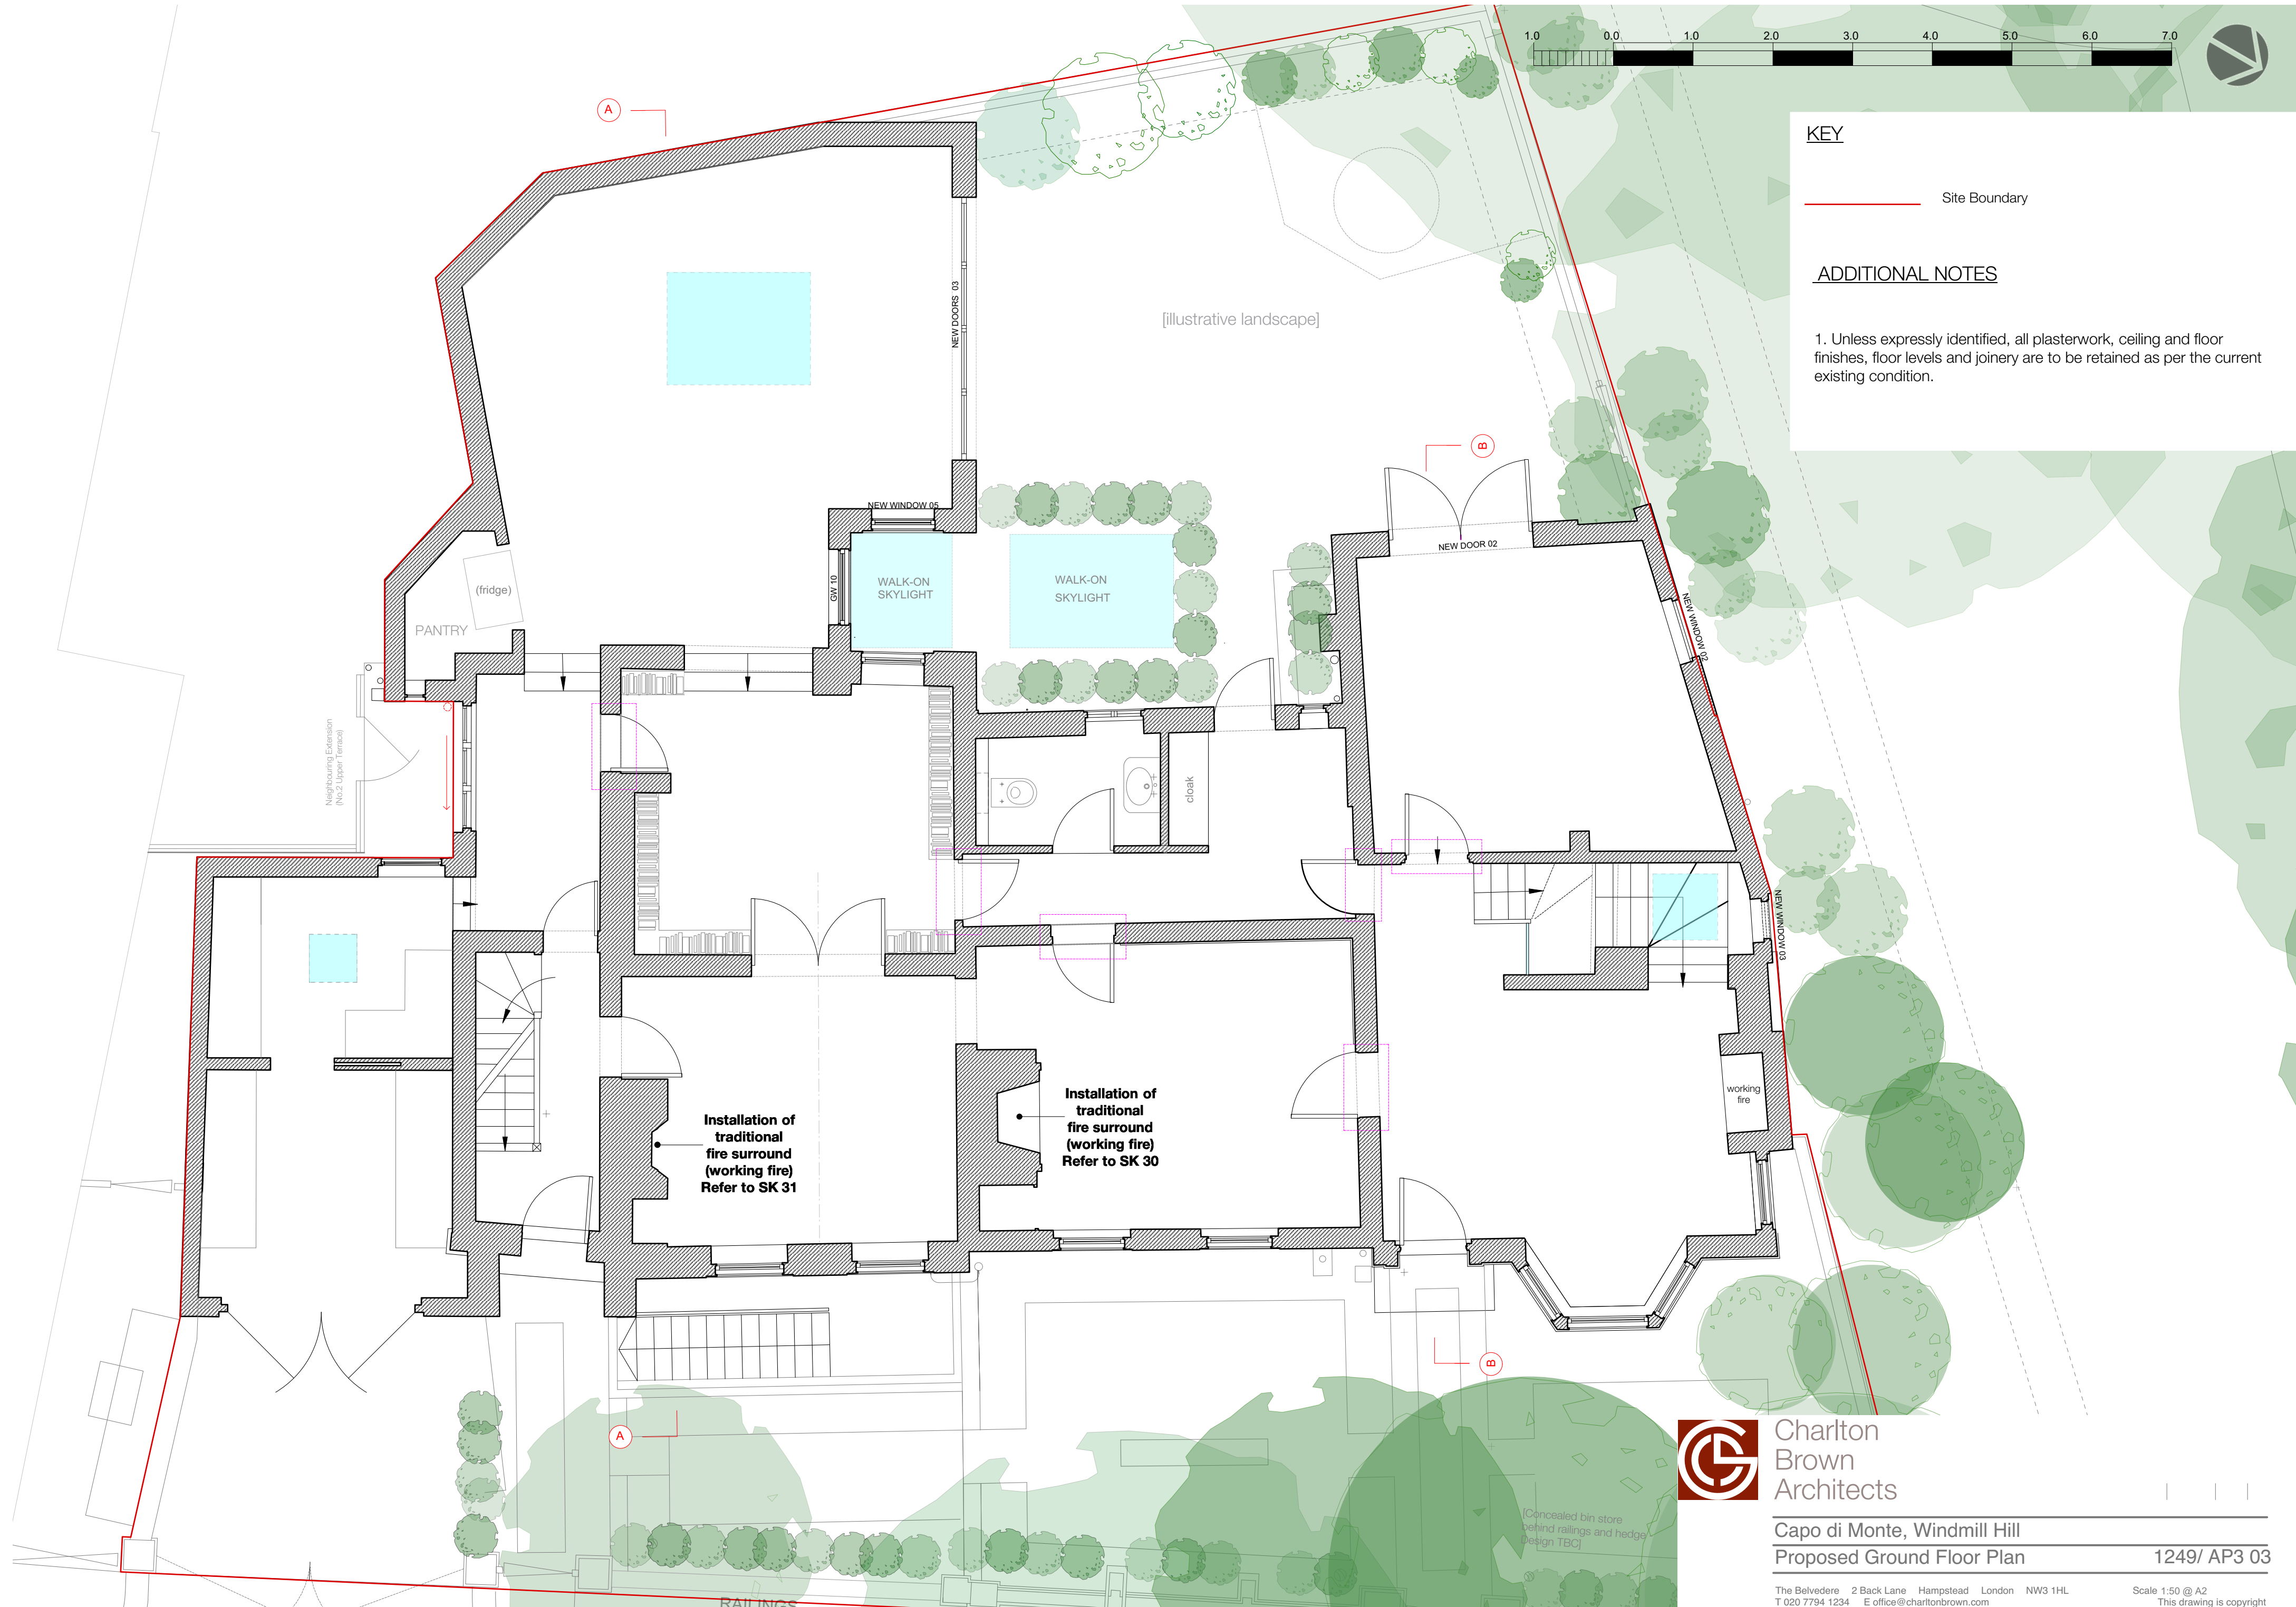 1.0 0.0 1.0 2.0 3.0 4.0 5.0 6.0 7.0
KEY
Site Boundary
ADDITIONAL NOTES
1. Unless expressly identified, all plasterwork, ceiling and floor
finishes, floor levels and joinery are to be retained as per the current
existing condition.
A
NEW DOORS 03
[illustrative landscape]
B
NEW WINDOW 05
NEW DOOR 02
GW 10
WALK-ON
SKYLIGHT
WALK-ON
SKYLIGHT
(fridge)
PANTRY
NEW WINDOW 02
Neighbouring Extension
(No.2 Upper Terrace)
cloak
NEW WINDOW 03
working
fire
Installation of
traditional
fire surround
(working fire)
Refer to SK 31
Installation of
traditional
fire surround
(working fire)
Refer to SK 30
B
A
[Concealed bin store
behind railings and hedge
Design TBC]
RAILINGS
Charlton
Brown
Architects
Capo di Monte, Windmill Hill
Proposed Ground Floor Plan 1249/ AP3 03
The Belvedere 2 Back Lane Hampstead London NW3 1HL Scale 1:50 @ A2
T 020 7794 1234 E office@charltonbrown.com This drawing is copyright